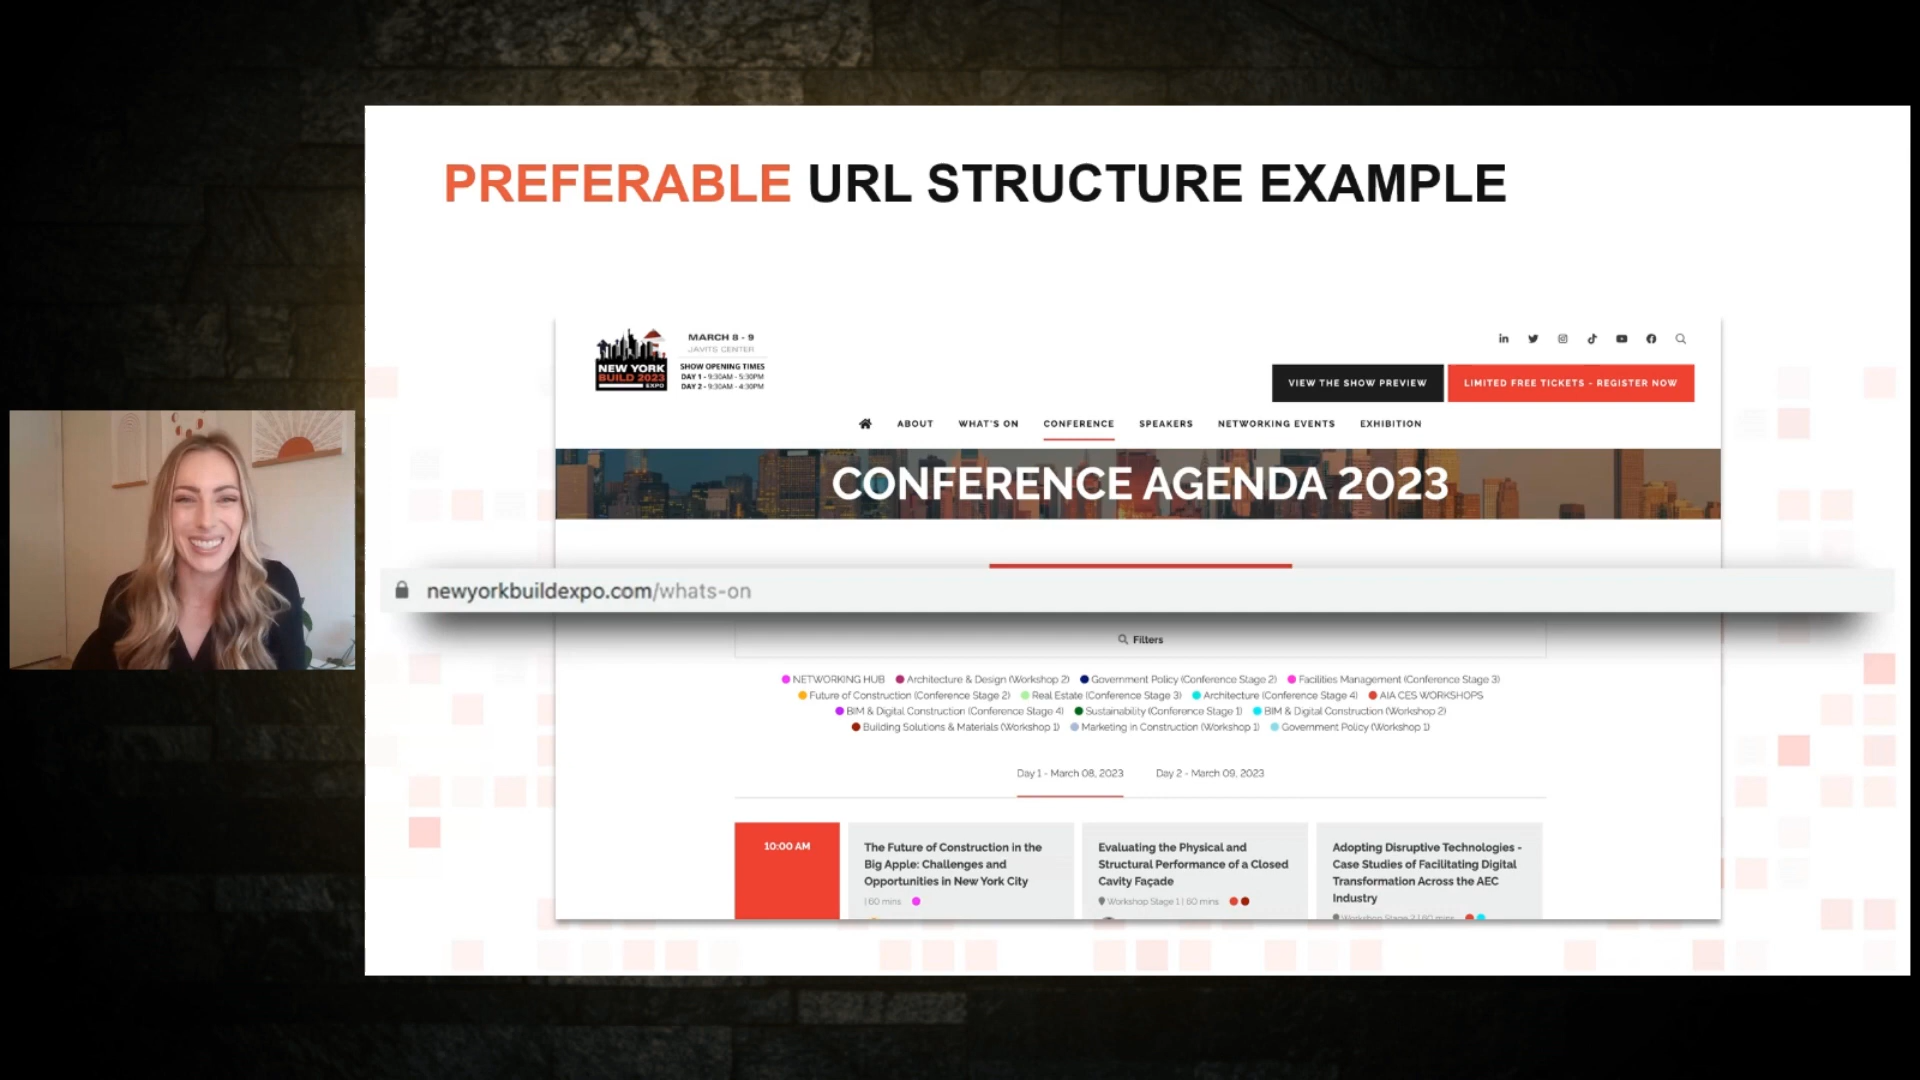 PREFERABLE URL STRUCTURE EXAMPLE
NEW YORK
BUILD 2023
EXPO
MARCH 8 - 9
JAVITS CENTER
SHOW OPENING TIMES
DAY 1 - 9:30AM - 5:30PM
DAY 2 - 9:30AM - 4:30PM
VIEW THE SHOW PREVIEW
LIMITED FREE TICKETS - REGISTER NOW
ABOUT WHAT'S ON CONFERENCE SPEAKERS NETWORKING EVENTS EXHIBITION
CONFERENCE AGENDA 2023
newyorkbuildexpo.com/whats-on
Filters
NETWORKING HUB Architecture & Design (Workshop 2) Government Policy (Conference Stage 2) Facilities Management (Conference Stage 3)
Future of Construction (Conference Stage 2) Real Estate (Conference Stage 3) Architecture (Conference Stage 4) AIA CES WORKSHOPS
BIM & Digital Construction (Conference Stage 4) Sustainability (Conference Stage 1) BIM & Digital Construction (Workshop 2)
Building Solutions & Materials (Workshop 1) Marketing in Construction (Workshop 1) Government Policy (Workshop 1)
Day 1 - March 08, 2023 Day 2 - March 09, 2023
10:00 AM
The Future of Construction in the
Big Apple: Challenges and
Opportunities in New York City
| 60 mins
Evaluating the Physical and
Structural Performance of a Closed
Cavity Façade
Workshop Stage 1 | 60 mins
Adopting Disruptive Technologies -
Case Studies of Facilitating Digital
Transformation Across the AEC
Industry
Workshop Stage 2 | 60 mins